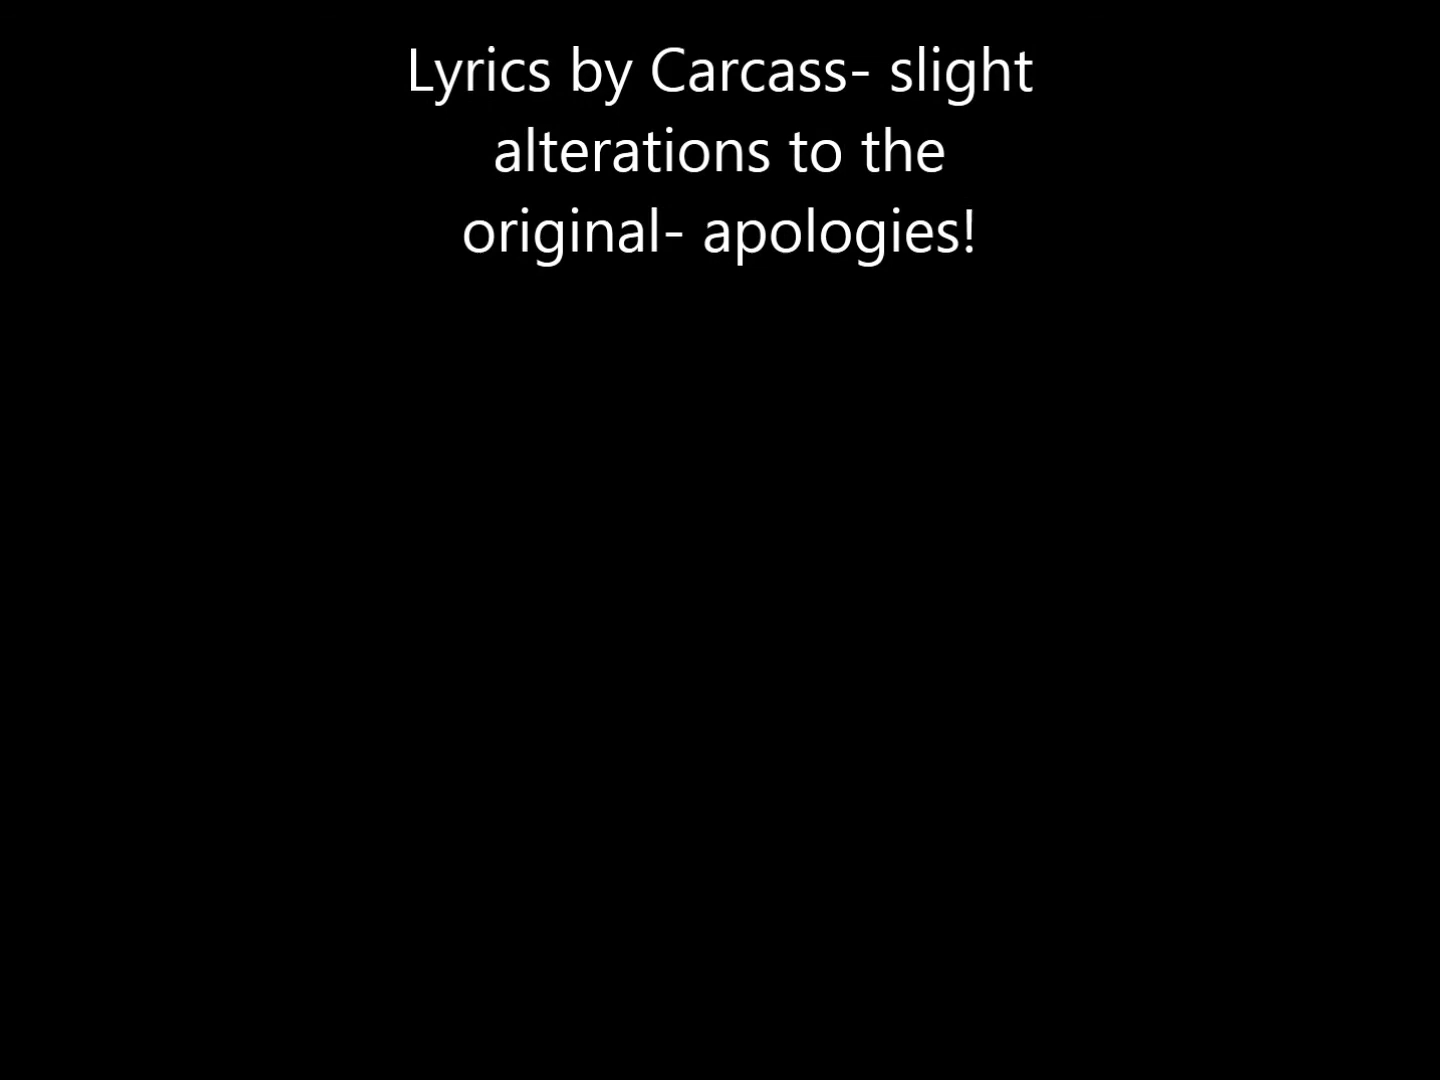 Lyrics by Carcass- slight
alterations to the
original- apologies!